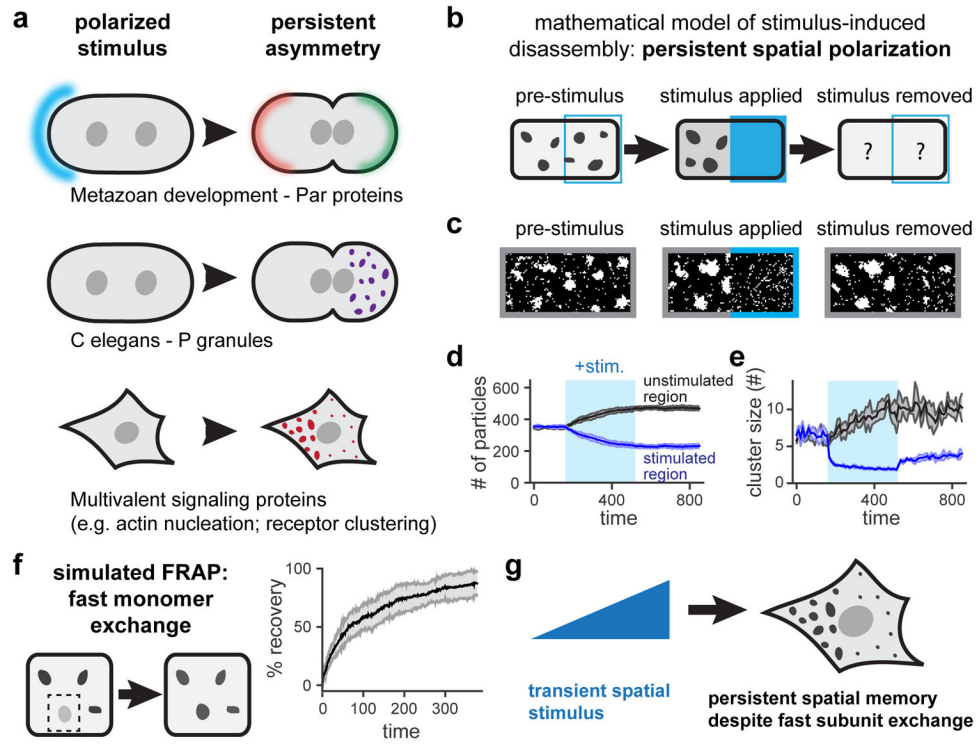 a
polarized
stimulus
persistent
asymmetry
Metazoan development - Par proteins
C elegans - P granules
Multivalent signaling proteins
(e.g. actin nucleation; receptor clustering)
b
mathematical model of stimulus-induced
disassembly: persistent spatial polarization
pre-stimulus
stimulus applied
stimulus removed
?
?
c
pre-stimulus
stimulus applied
stimulus removed
d
+stim.
# of particles
600
400
200
0
0
400
800
time
unstimulated
region
stimulated
region
e
cluster size (#)
10
5
0
0
400
800
time
f
simulated FRAP:
fast monomer
exchange
% recovery
100
50
0
0
100
200
300
time
g
transient spatial
stimulus
persistent spatial memory
despite fast subunit exchange